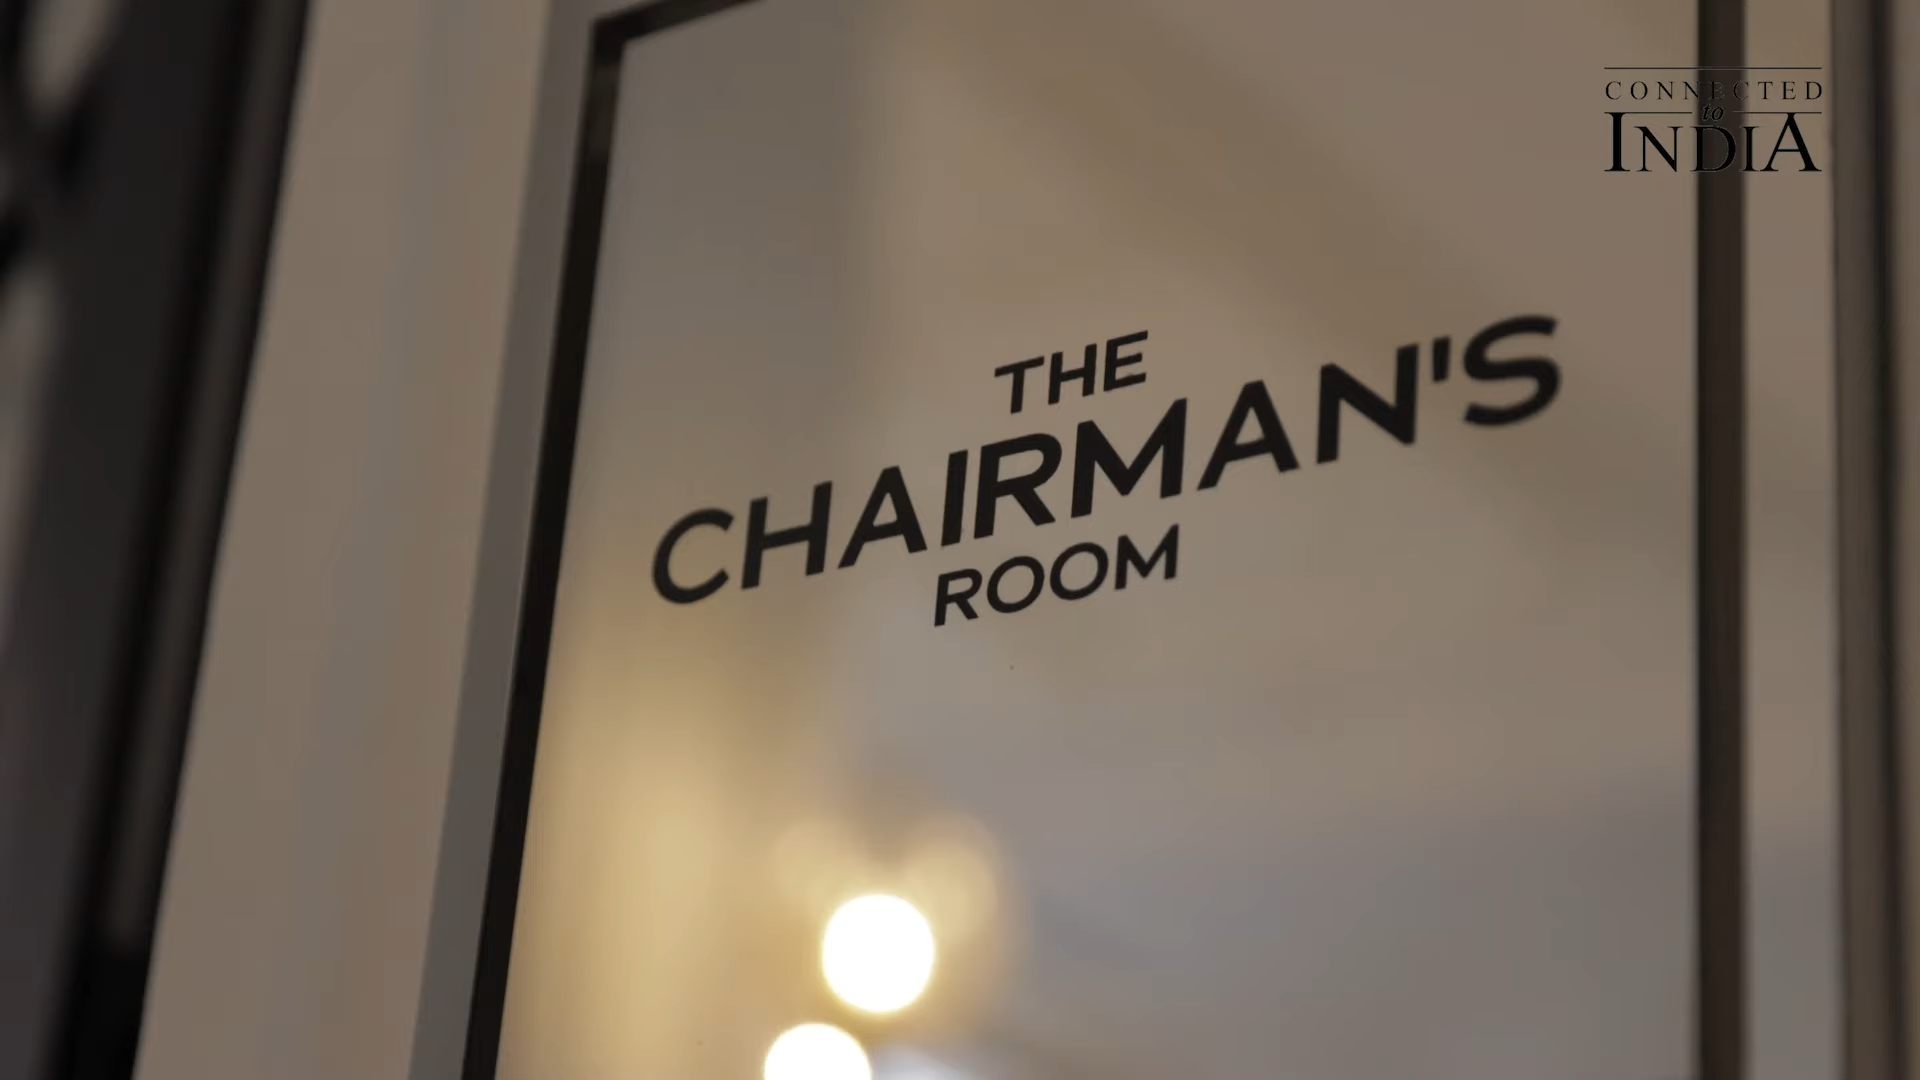 THE
CHAIRMAN'S
ROOM
CONNECTED
to
INDIA